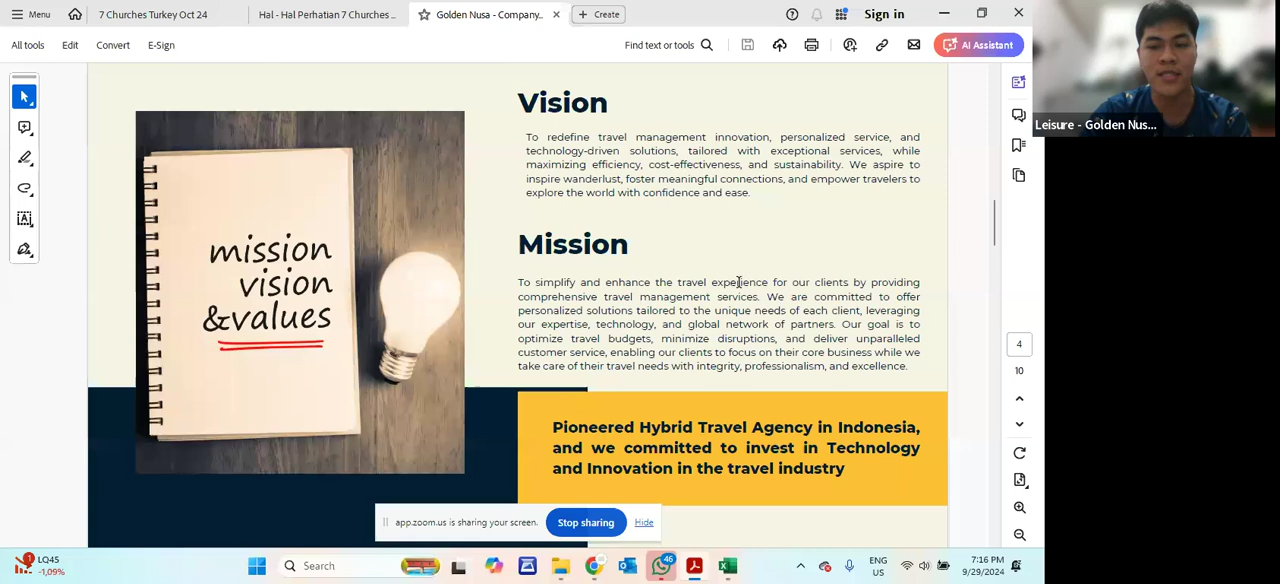 Menu
7 Churches Turkey Oct 24
Hal - Hal Perhatian 7 Churches ...
Golden Nusa - Company...
Create
Sign in
All tools
Edit
Convert
E-Sign
Find text or tools
AI Assistant
Leisure - Golden Nus...
Vision
To redefine travel management innovation, personalized service, and
technology-driven solutions, tailored with exceptional services, while
maximizing efficiency, cost-effectiveness, and sustainability. We aspire to
inspire wanderlust, foster meaningful connections, and empower travelers to
explore the world with confidence and ease.
mission
vision
&values
Mission
To simplify and enhance the travel experience for our clients by providing
comprehensive travel management services. We are committed to offer
personalized solutions tailored to the unique needs of each client, leveraging
our expertise, technology, and global network of partners. Our goal is to
optimize travel budgets, minimize disruptions, and deliver unparalleled
customer service, enabling our clients to focus on their core business while we
take care of their travel needs with integrity, professionalism, and excellence.
4
10
Pioneered Hybrid Travel Agency in Indonesia,
and we committed to invest in Technology
and Innovation in the travel industry
app.zoom.us is sharing your screen.
Stop sharing
Hide
1
LQ45
-1,09%
Search
46
ENG
US
7:16 PM
9/29/2024